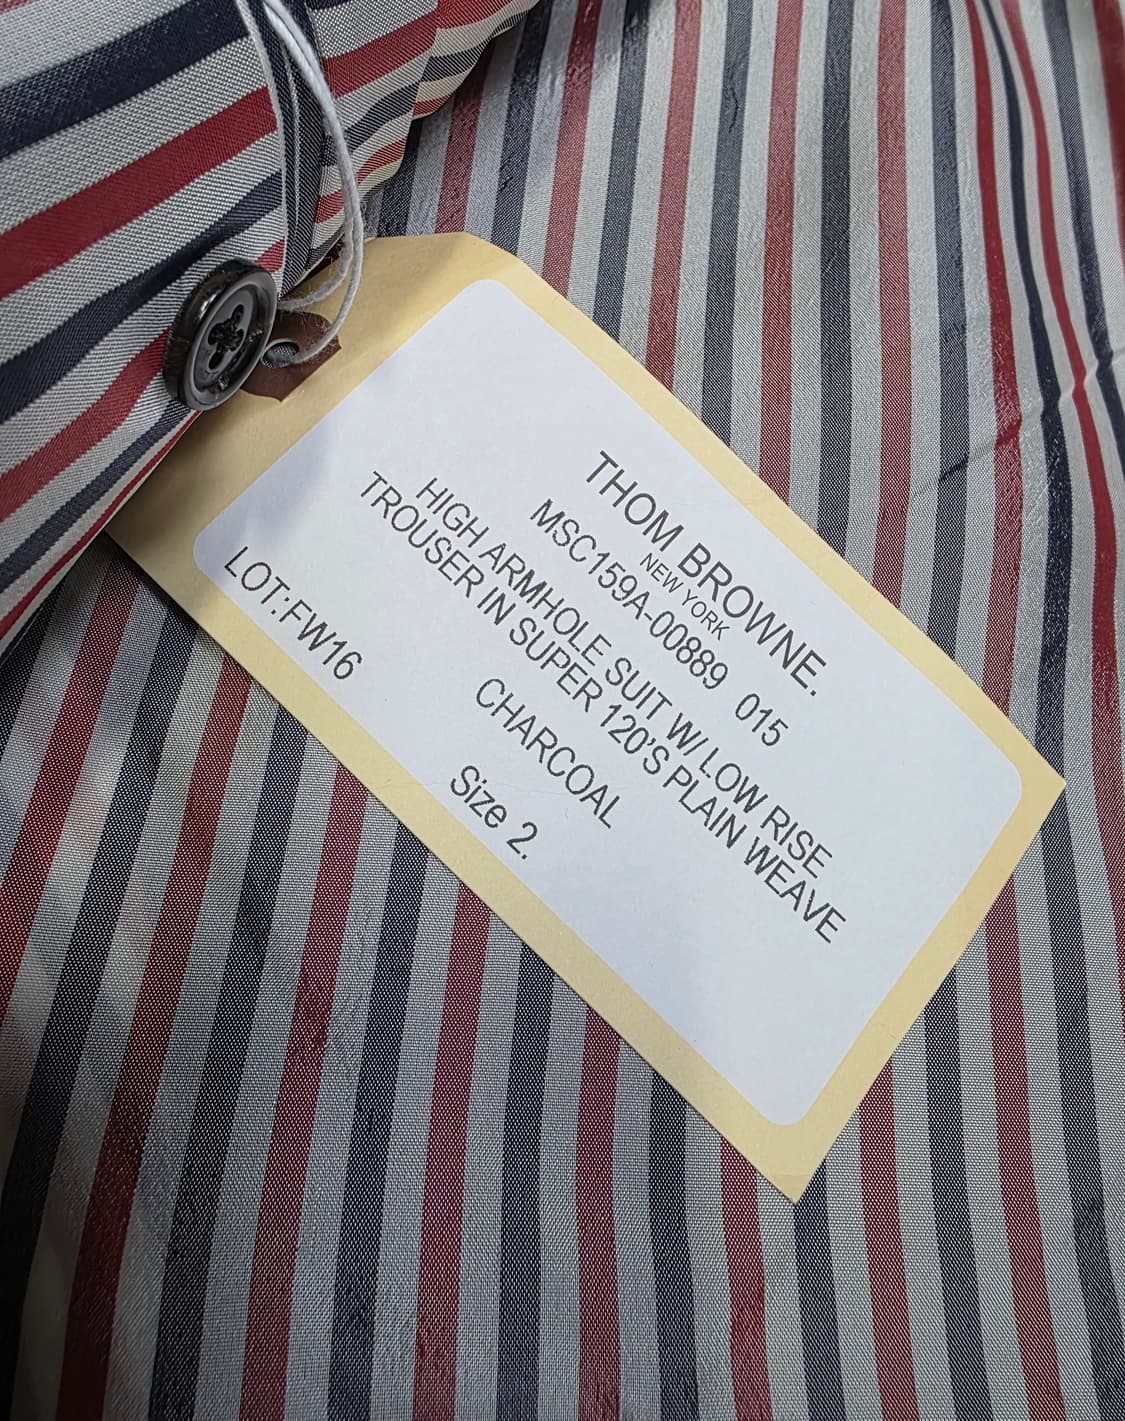 THOM BROWNE.
NEW YORK
MSC159A-00889 015
HIGH ARMHOLE SUIT W/ LOW RISE
TROUSER IN SUPER 120'S PLAIN WEAVE
CHARCOAL
Size 2.
LOT:FW16